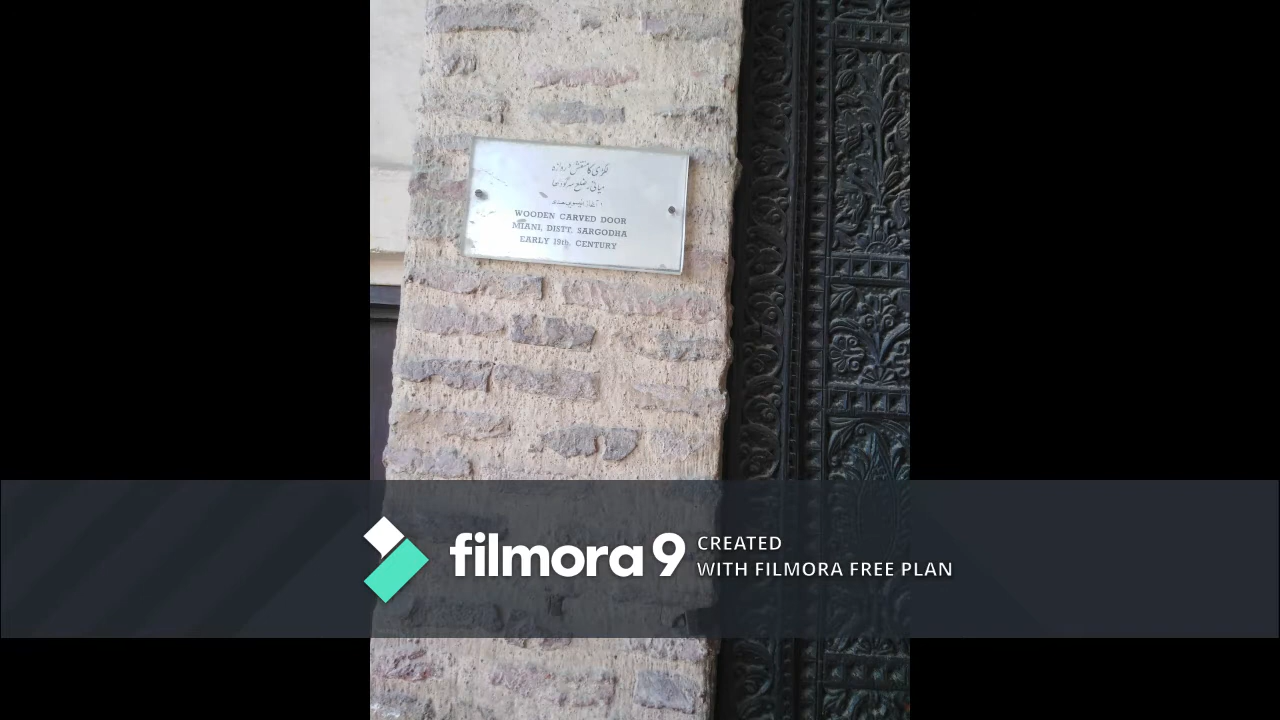 لکڑی کا منقش دروازہ
میانی ضلع سرگودھا
WOODEN CARVED DOOR
MIANI, DISTT. SARGODHA
EARLY 19th. CENTURY
filmora 9
CREATED
WITH FILMORA FREE PLAN